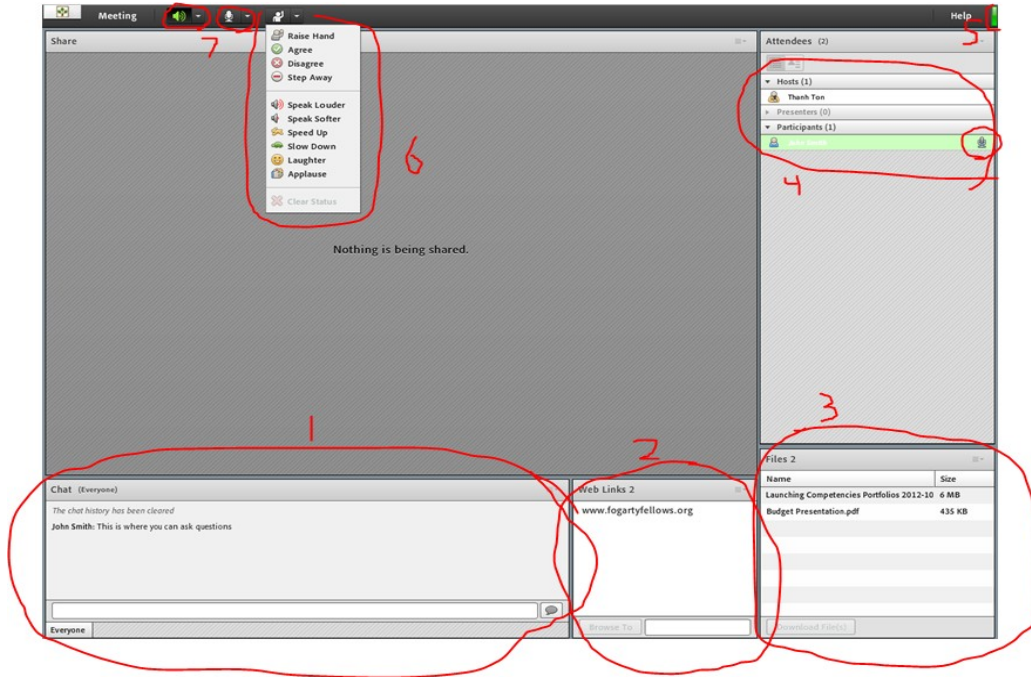 Meeting
Help
7
5
Share
Attendees (2)
Raise Hand
Agree
Disagree
Step Away
Speak Louder
Speak Softer
Speed Up
Slow Down
Laughter
Applause
Clear Status
6
Hosts (1)
Thanh Ton
Presenters (0)
Participants (1)
John Smith
4
Nothing is being shared.
1
2
3
Chat (Everyone)
The chat history has been cleared
John Smith: This is where you can ask questions
Everyone
Web Links 2
www.fogartyfellows.org
Browse To
Files 2
Name Size
Launching Competencies Portfolios 2012-10 6 MB
Budget Presentation.pdf 435 KB
Download File(s)